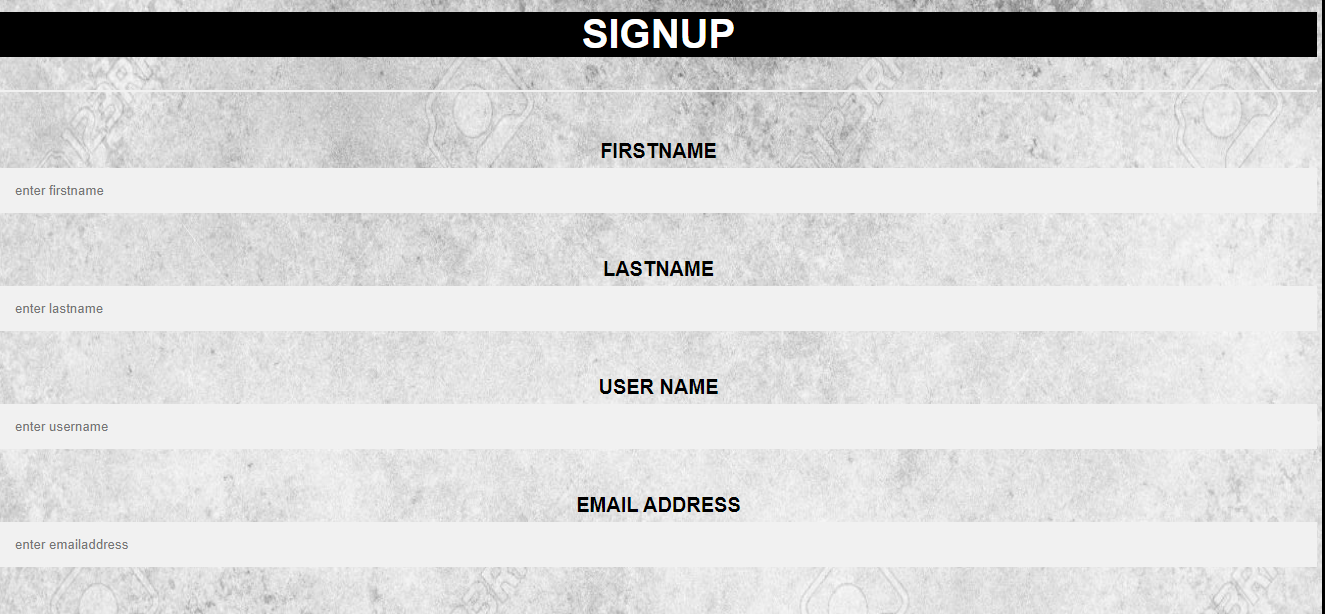 SIGNUP
FIRSTNAME
enter firstname
LASTNAME
enter lastname
USER NAME
enter username
EMAIL ADDRESS
enter emailaddress